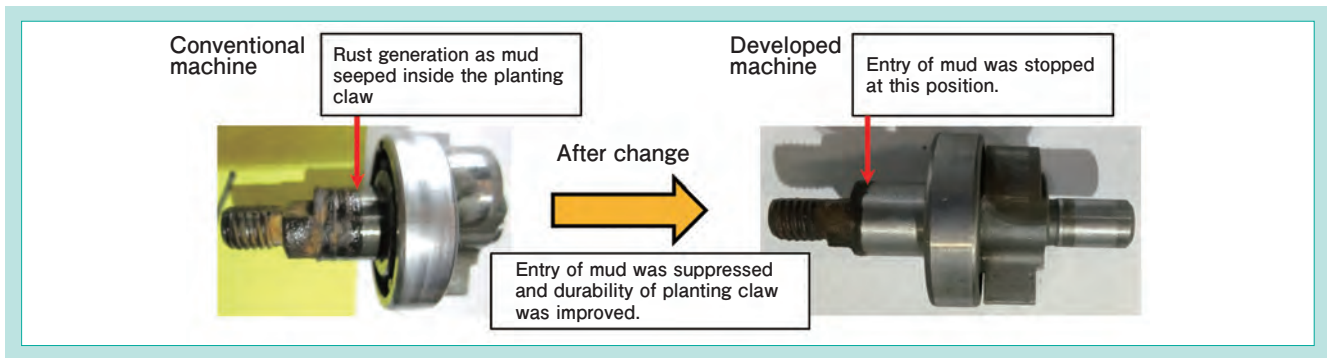 Conventional
machine
Rust generation as mud
seeped inside the planting
claw
After change
Entry of mud was suppressed
and durability of planting claw
was improved.
Developed
machine
Entry of mud was stopped
at this position.